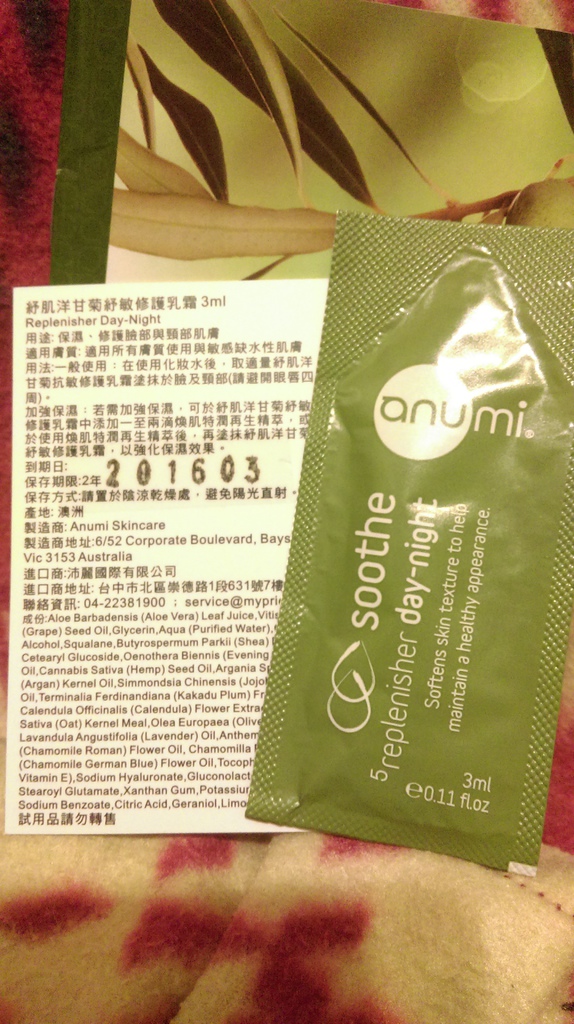 紓肌洋甘菊紓敏修護乳霜 3ml
Replenisher Day-Night
用途: 保濕、修護臉部與頸部肌膚
適用膚質: 適用所有膚質使用與敏感缺水性肌膚
用法:一般使用：在使用化妝水後，取適量紓肌洋
甘菊抗敏修護乳霜塗抹於臉及頸部(請避開眼唇四
周)。
加強保濕：若需加強保濕，可於紓肌洋甘菊紓敏
修護乳霜中添加一至兩滴煥肌特潤再生精萃，或
於使用煥肌特潤再生精萃後，再塗抹紓肌洋甘菊
紓敏修護乳霜，以強化保濕效果。
到期日:
201603
保存期限:2年
保存方式:請置於陰涼乾燥處，避免陽光直射。
產地: 澳洲
製造商: Anumi Skincare
製造商地址:6/52 Corporate Boulevard, Bays
Vic 3153 Australia
進口商:沛麗國際有限公司
進口商地址: 台中市北區崇德路1段631號7樓
聯絡資訊: 04-22381900 ; service@mypri
成份:Aloe Barbadensis (Aloe Vera) Leaf Juice,Vitis
(Grape) Seed Oil,Glycerin,Aqua (Purified Water),
Alcohol,Squalane,Butyrospermum Parkii (Shea)
Cetearyl Glucoside,Oenothera Biennis (Evening
Oil,Cannabis Sativa (Hemp) Seed Oil,Argania Sp
(Argan) Kernel Oil,Simmondsia Chinensis (Jojo
Oil,Terminalia Ferdinandiana (Kakadu Plum) Fr
Calendula Officinalis (Calendula) Flower Extra
Sativa (Oat) Kernel Meal,Olea Europaea (Olive
Lavandula Angustifolia (Lavender) Oil,Anthem
(Chamomile Roman) Flower Oil, Chamomilla
(Chamomile German Blue) Flower Oil,Tocoph
Vitamin E),Sodium Hyaluronate,Gluconolact
Stearoyl Glutamate,Xanthan Gum,Potassiu
Sodium Benzoate,Citric Acid,Geraniol,Limo
試用品請勿轉售
anumi®
soothe
5 replenisher day-night
Softens skin texture to help
maintain a healthy appearance.
3ml
℮0.11 fl.oz